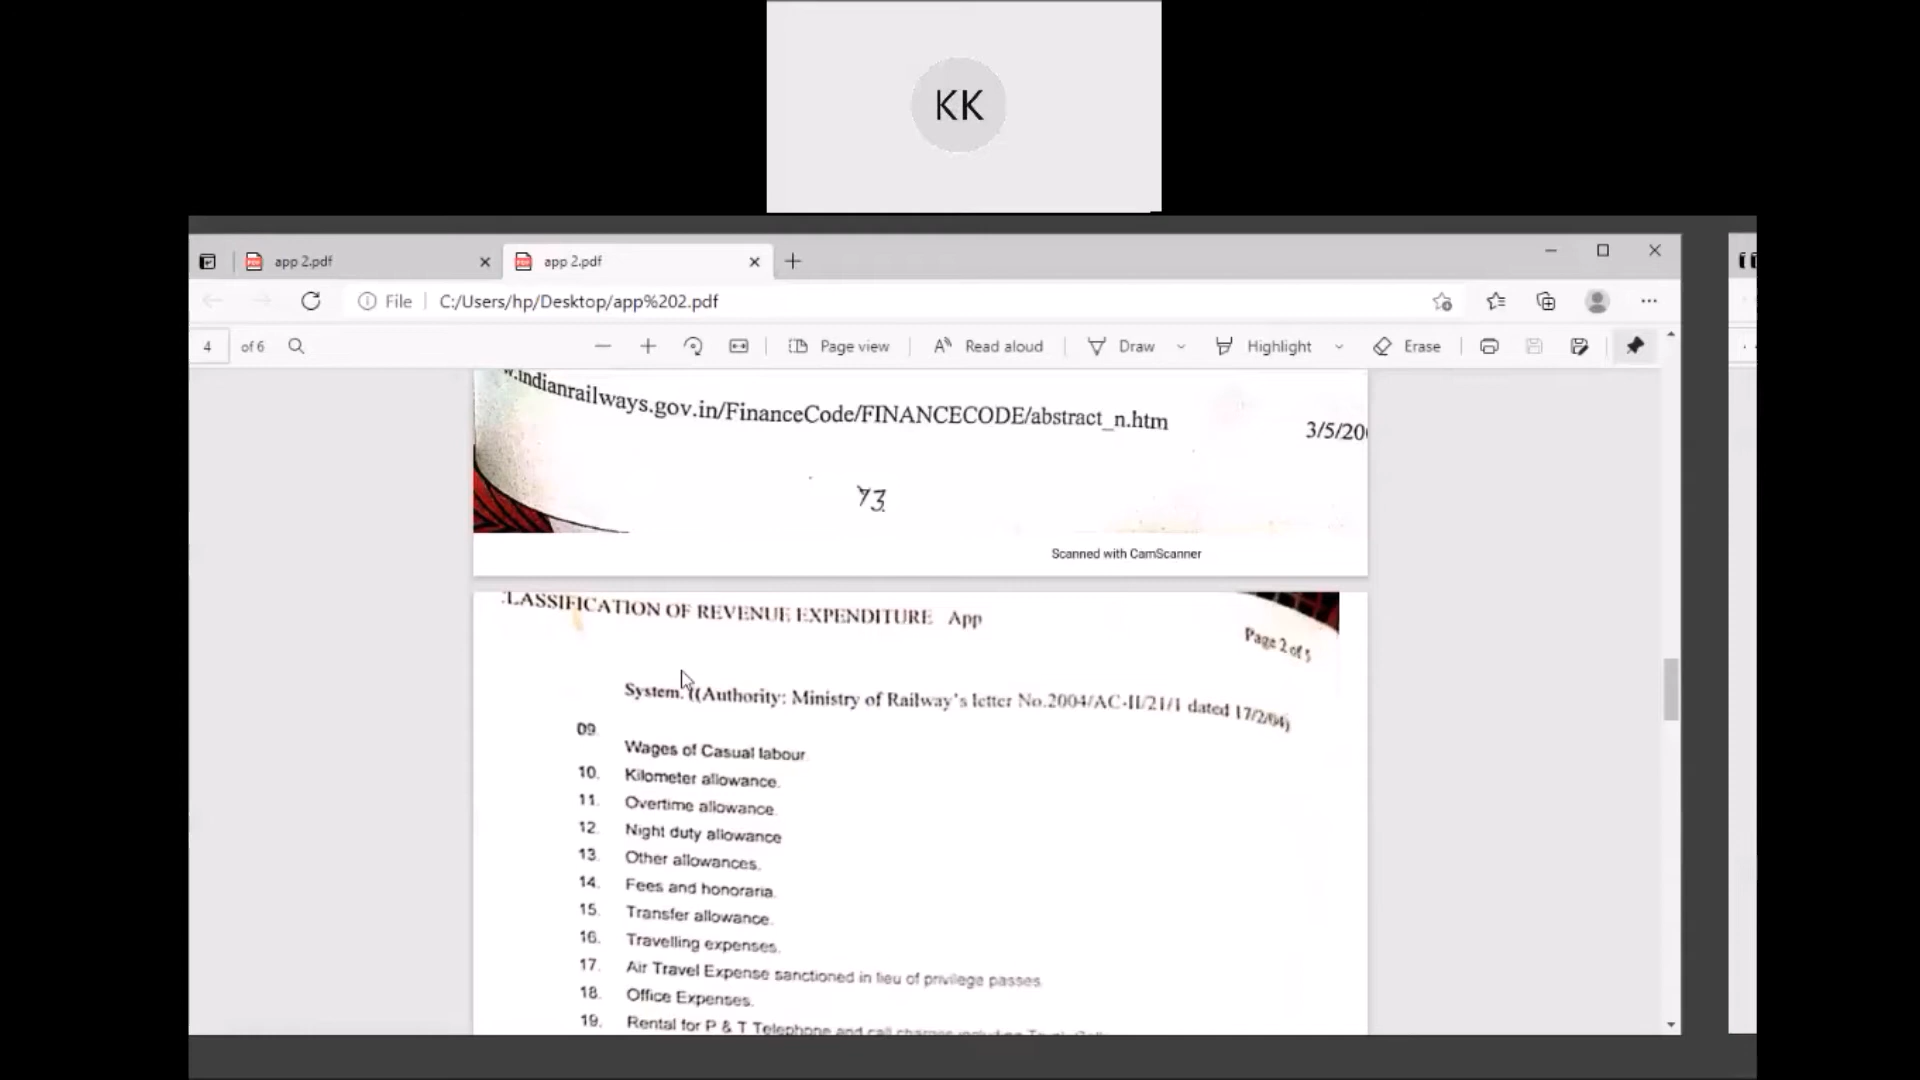 KK
app 2.pdf
app 2.pdf
File C:/Users/hp/Desktop/app%202.pdf
4 of 6 Page view Read aloud Draw Highlight Erase
w.indianrailways.gov.in/FinanceCode/FINANCECODE/abstract_n.htm
3/5/20
73
Scanned with CamScanner
LASSIFICATION OF REVENUE EXPENDITURE App
Page 2 of 5
System. ((Authority: Ministry of Railway's letter No.2004/AC-II/21/1 dated 17/2/04)
09.
Wages of Casual labour.
10. Kilometer allowance.
11. Overtime allowance.
12. Night duty allowance
13. Other allowances.
14. Fees and honoraria.
15. Transfer allowance.
16. Travelling expenses.
17. Air Travel Expense sanctioned in lieu of privilege passes.
18. Office Expenses.
19. Rental for P & T Telephone and call charges including